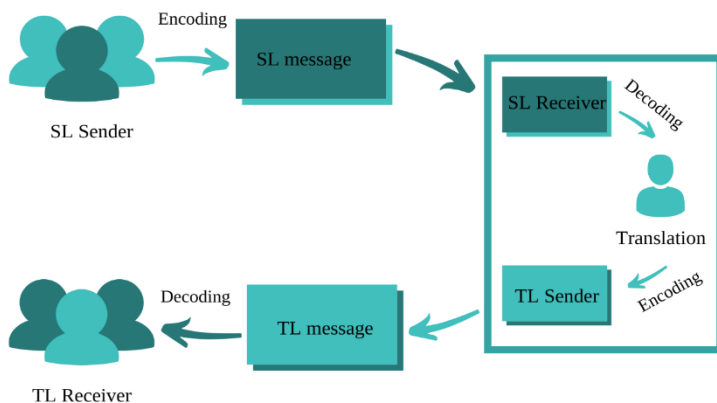 Encoding
SL message
SL Sender
SL Receiver
Decoding
Translation
Encoding
TL Sender
TL message
Decoding
TL Receiver